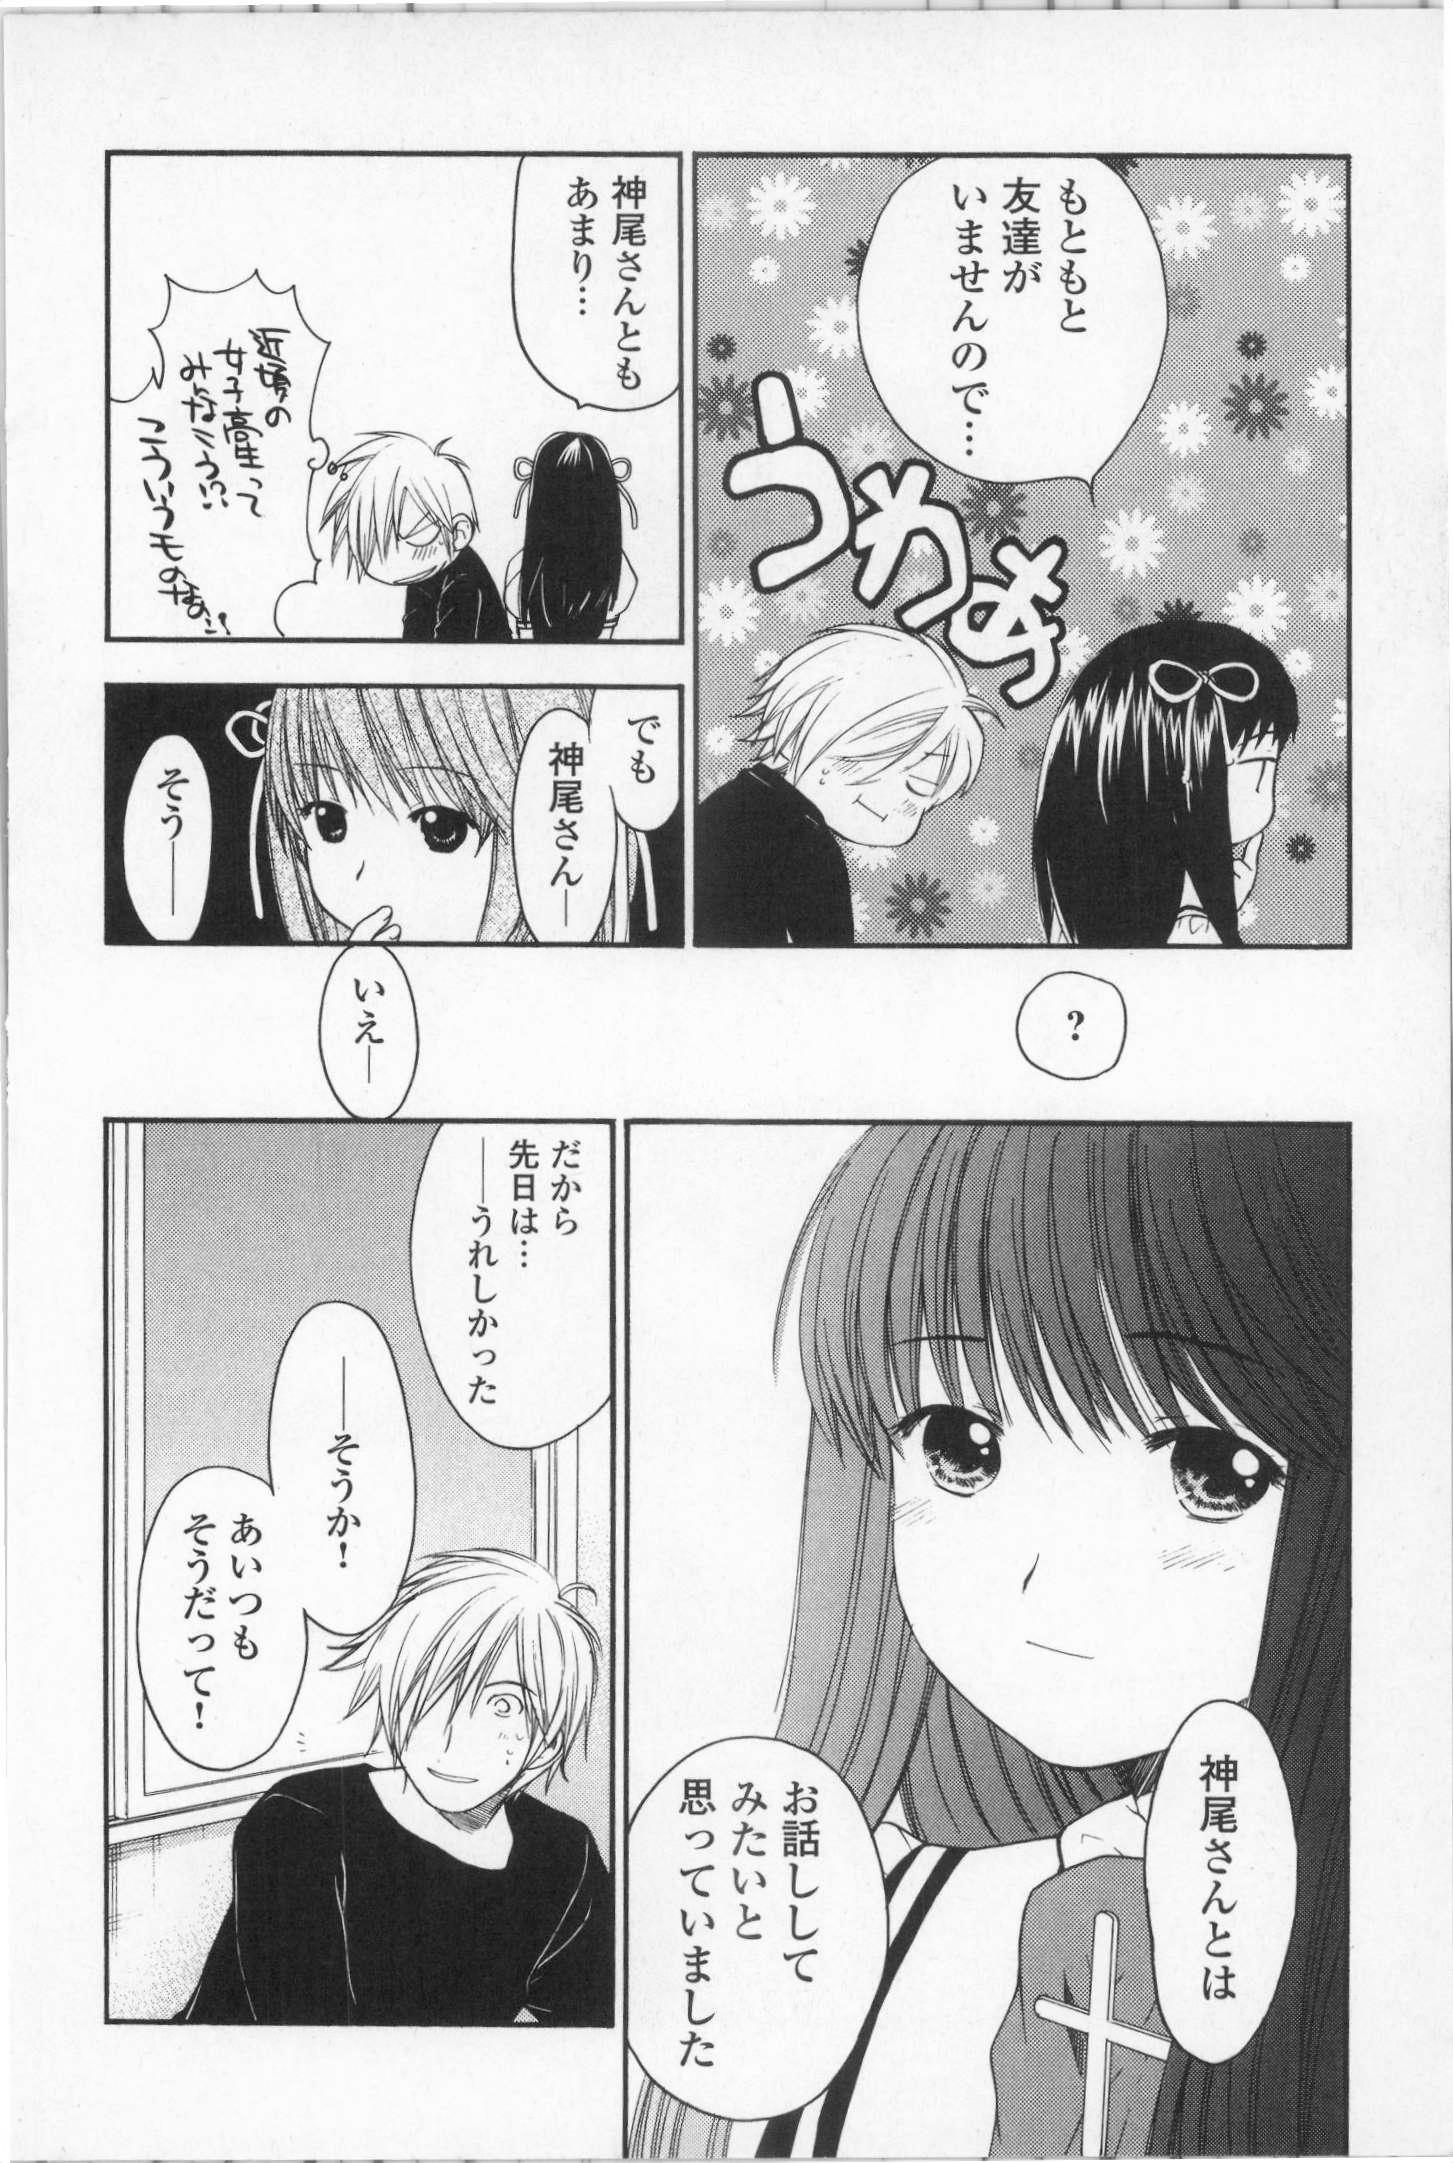 もともと
友達が
いませんので…
うわぁ
神尾さんとも
あまり…
近頃の
女子高生って
みんなこう!?
こういうモのなの…
でも
神尾さん―
そう――
いえ―
?
神尾さんとは
お話しして
みたいと
思っていました
だから
先日は…
――うれしかった
――そうか!
あいつも
そうだって!